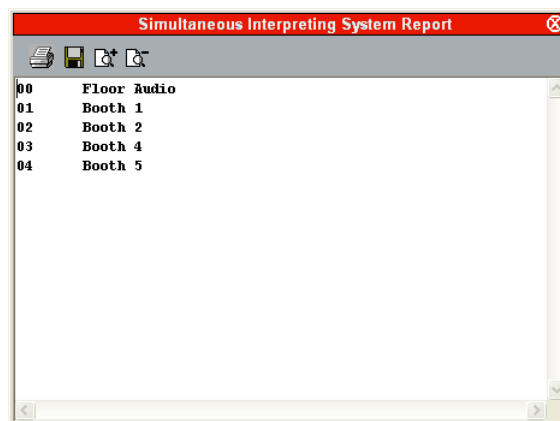 Simultaneous Interpreting System Report
00 Floor Audio
01 Booth 1
02 Booth 2
03 Booth 4
04 Booth 5